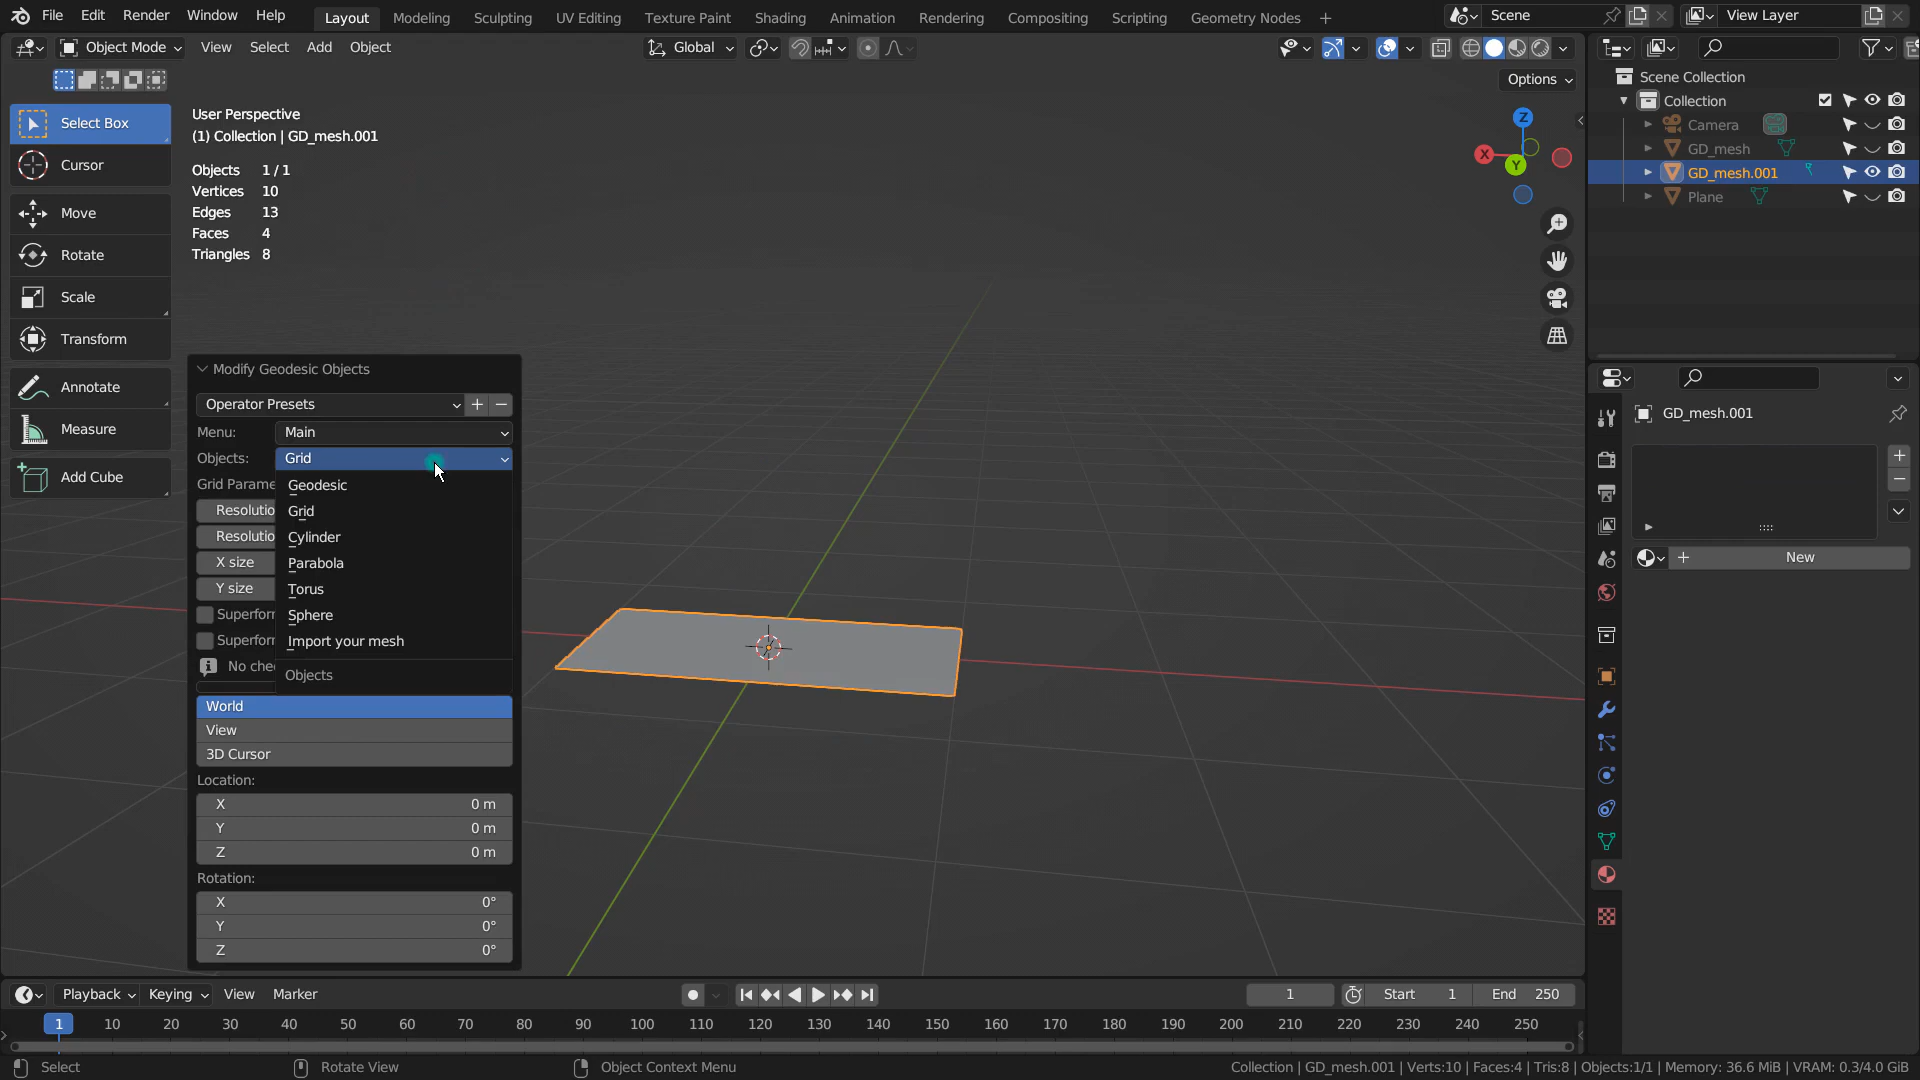 File Edit Render Window Help Layout Modeling Sculpting UV Editing Texture Paint Shading Animation Rendering Compositing Scripting Geometry Nodes + Scene View Layer
Object Mode View Select Add Object Global
Options
Select Box
Cursor
Move
Rotate
Scale
Transform
Annotate
Measure
Add Cube
User Perspective
(1) Collection | GD_mesh.001
Objects 1 / 1
Vertices 10
Edges 13
Faces 4
Triangles 8
Z
X
Y
Modify Geodesic Objects
Operator Presets + −
Menu: Main
Objects: Grid
Grid Parame
Resolutio
Resolutio
X size
Y size
Superforn
Superforn
No che
Geodesic
Grid
Cylinder
Parabola
Torus
Sphere
Import your mesh
Objects
World
View
3D Cursor
Location:
X 0 m
Y 0 m
Z 0 m
Rotation:
X 0°
Y 0°
Z 0°
Scene Collection
Collection
Camera
GD_mesh
GD_mesh.001
Plane
GD_mesh.001
+
−
+ New
Playback Keying View Marker 1 Start 1 End 250
1 10 20 30 40 50 60 70 80 90 100 110 120 130 140 150 160 170 180 190 200 210 220 230 240 250
Select Rotate View Object Context Menu Collection | GD_mesh.001 | Verts:10 | Faces:4 | Tris:8 | Objects:1/1 | Memory: 36.6 MiB | VRAM: 0.3/4.0 GiB